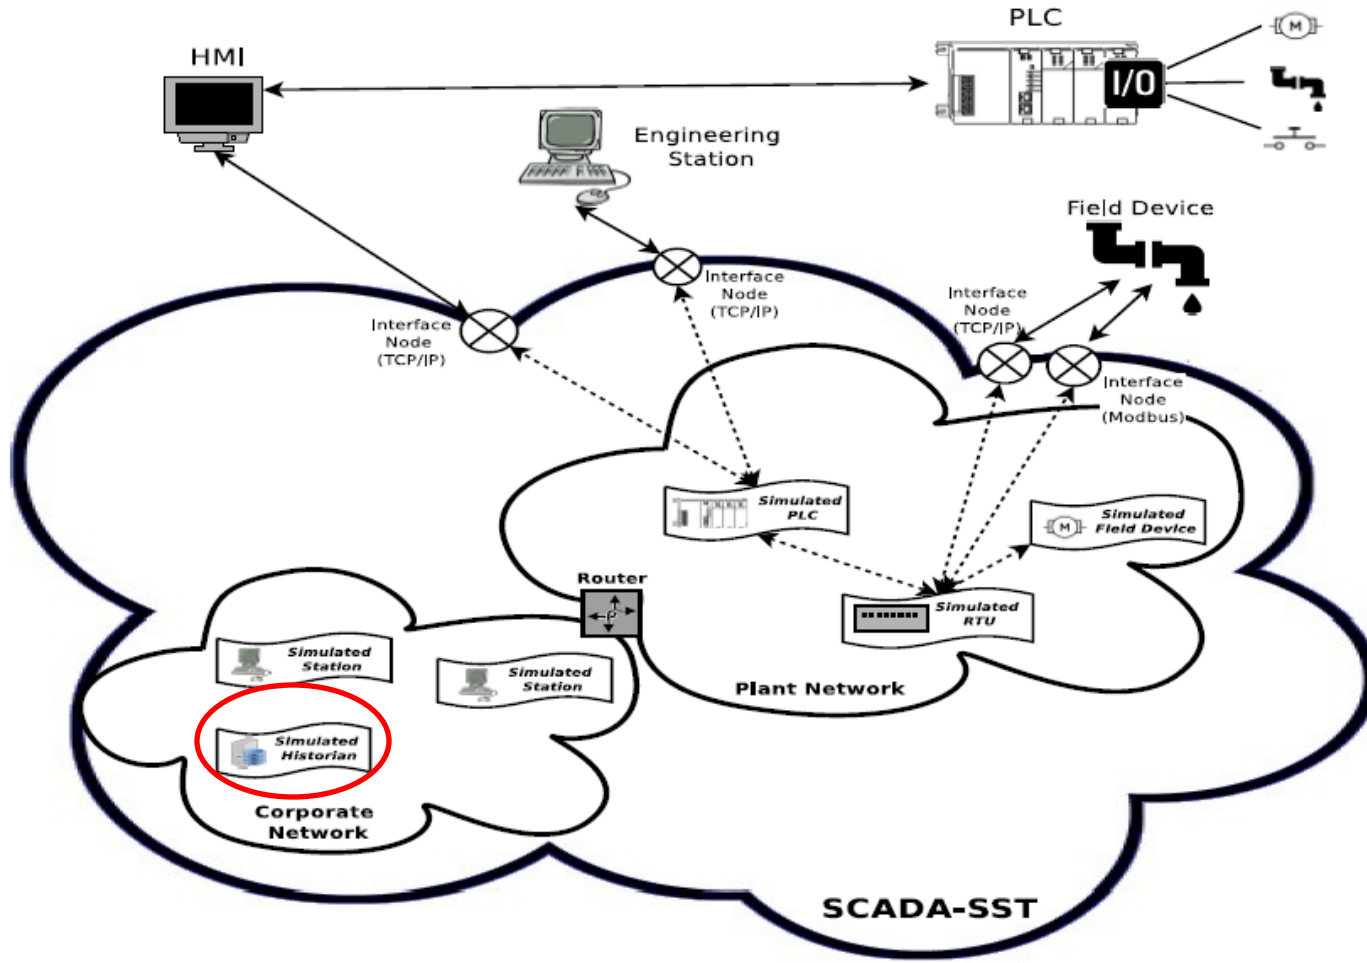 PLC
HMI
M
I/O
Engineering
Station
Field Device
Interface
Node
(TCP/IP)
Interface
Node
(TCP/IP)
Interface
Node
(TCP/IP)
Interface
Node
(Modbus)
Simulated
PLC
Simulated
Field Device
M
Router
Simulated
RTU
Simulated
Station
Simulated
Station
Plant Network
Simulated
Historian
Corporate
Network
SCADA-SST